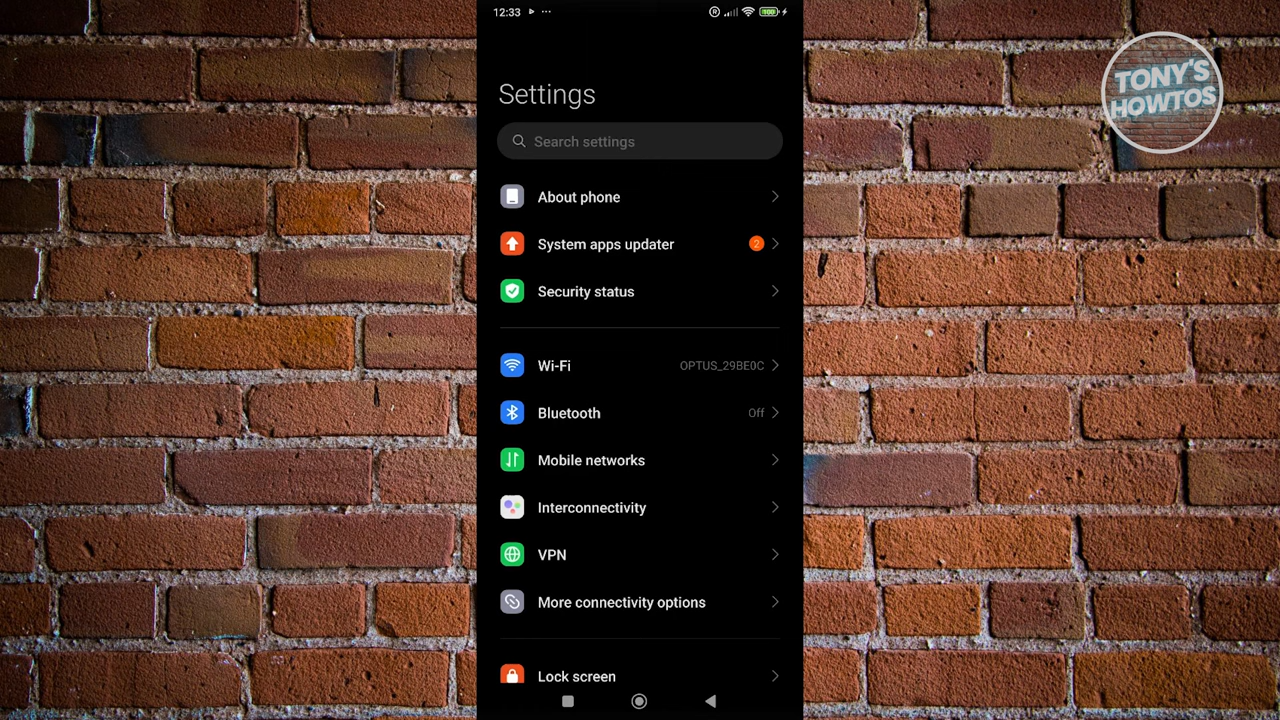 12:33
TONY'S
HOWTOS
Settings
Search settings
About phone
System apps updater 2
Security status
Wi-Fi OPTUS_29BE0C
Bluetooth Off
Mobile networks
Interconnectivity
VPN
More connectivity options
Lock screen